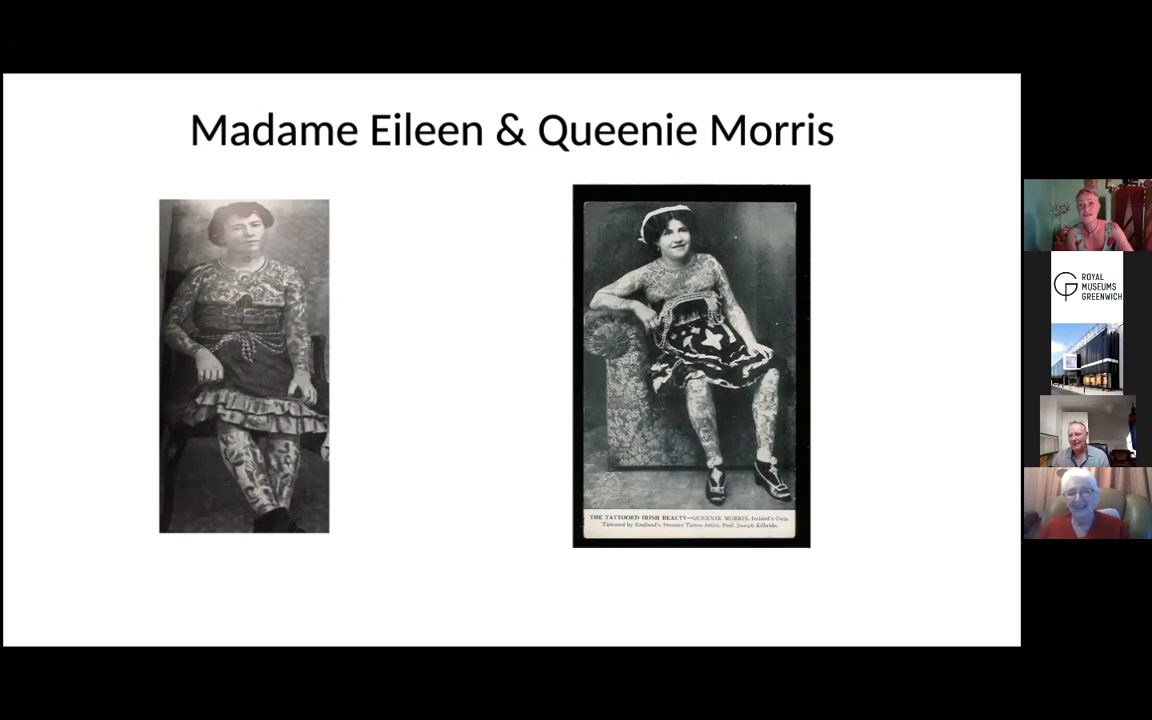 Madame Eileen & Queenie Morris
THE TATTOOED IRISH BEAUTY—QUEENIE MORRIS, Ireland's Own.
Tattooed by England's Premier Tattoo Artist, Prof. Joseph Kilbride.
ROYAL
MUSEUMS
GREENWICH